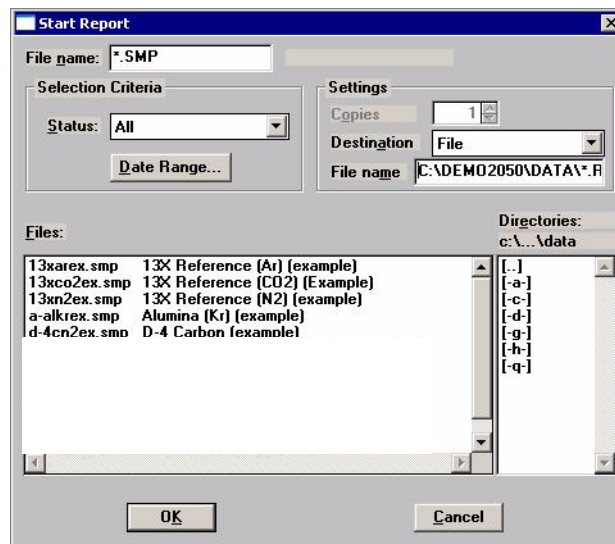 Start Report
File name: *.SMP
Selection Criteria
Status: All
Date Range...
Settings
Copies 1
Destination File
File name C:\DEMO2050\DATA\*.R
Files:
Directories:
c:\...\data
13xarex.smp 13X Reference (Ar) (example)
13xco2ex.smp 13X Reference (CO2) (Example)
13xn2ex.smp 13X Reference (N2) (example)
a-alkrex.smp Alumina (Kr) (example)
d-4cn2ex.smp D-4 Carbon (example)
[..]
[-a-]
[-c-]
[-d-]
[-g-]
[-h-]
[-q-]
OK
Cancel